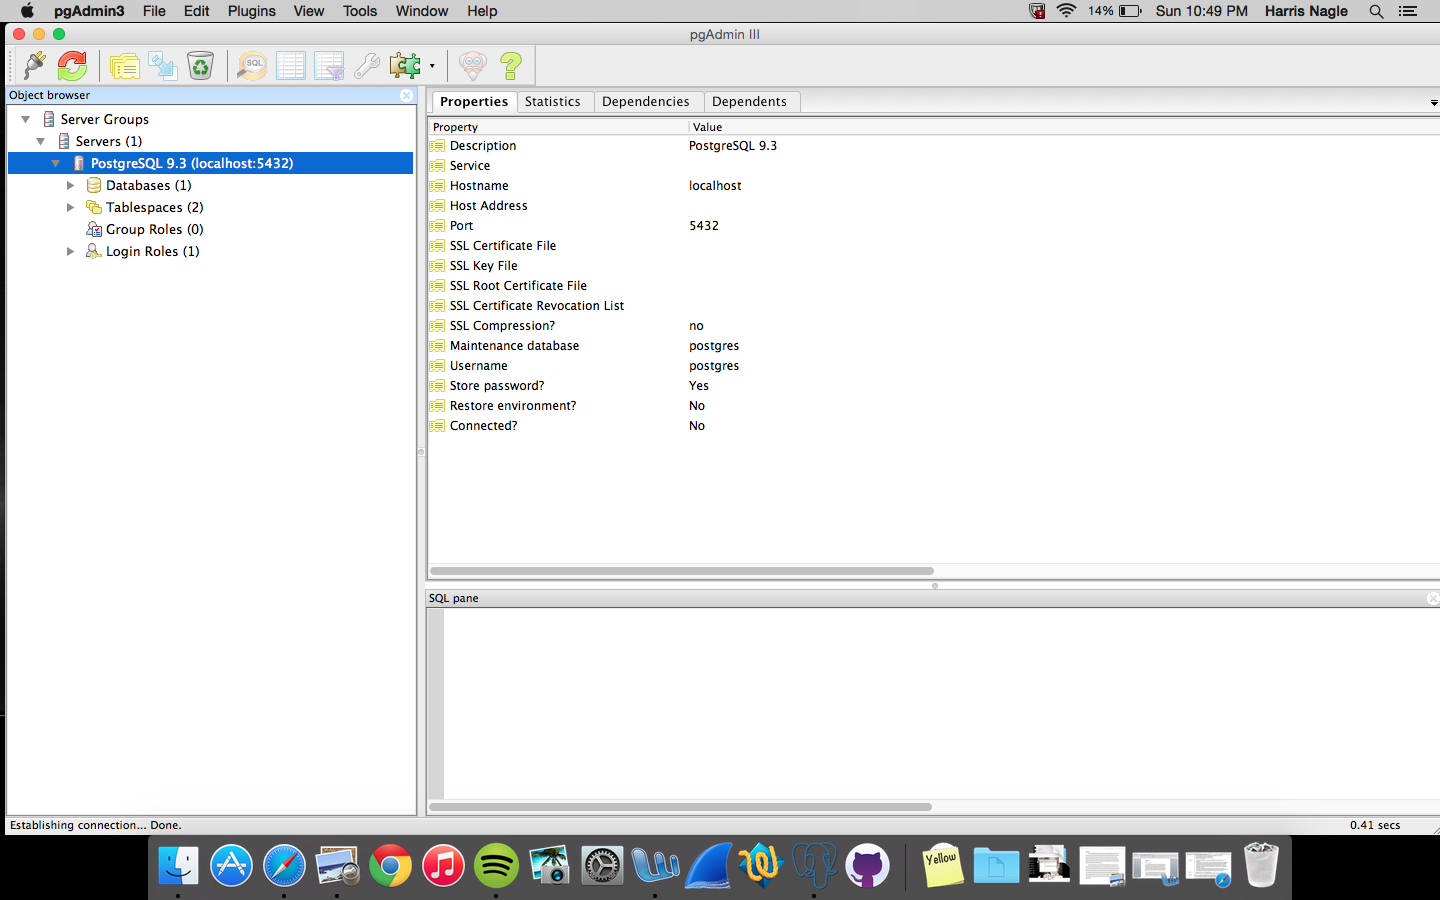 pgAdmin3 File Edit Plugins View Tools Window Help 14% Sun 10:49 PM Harris Nagle
pgAdmin III
SQL
Object browser
Server Groups
Servers (1)
PostgreSQL 9.3 (localhost:5432)
Databases (1)
Tablespaces (2)
Group Roles (0)
Login Roles (1)
Properties Statistics Dependencies Dependents
Property Value
Description PostgreSQL 9.3
Service
Hostname localhost
Host Address
Port 5432
SSL Certificate File
SSL Key File
SSL Root Certificate File
SSL Certificate Revocation List
SSL Compression? no
Maintenance database postgres
Username postgres
Store password? Yes
Restore environment? No
Connected? No
SQL pane
Establishing connection... Done. 0.41 secs
Yellow